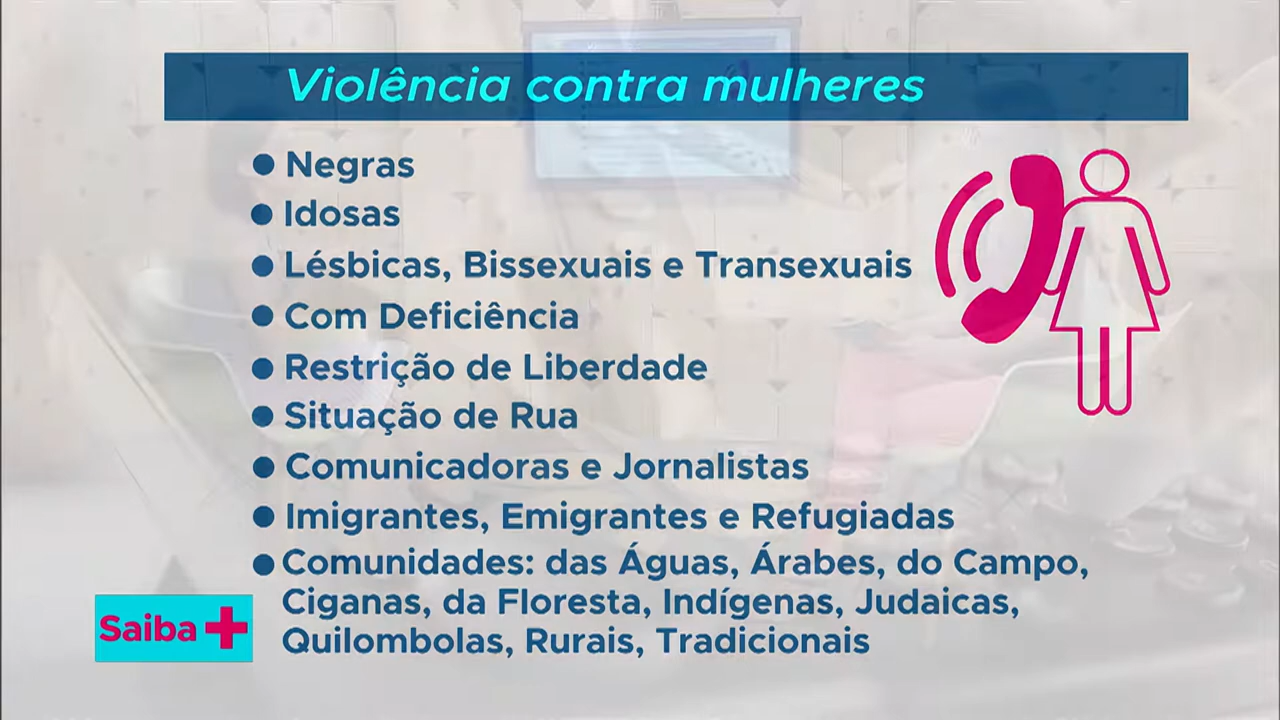 Violência contra mulheres
• Negras
• Idosas
• Lésbicas, Bissexuais e Transexuais
• Com Deficiência
• Restrição de Liberdade
• Situação de Rua
• Comunicadoras e Jornalistas
• Imigrantes, Emigrantes e Refugiadas
• Comunidades: das Águas, Árabes, do Campo,
Ciganas, da Floresta, Indígenas, Judaicas,
Quilombolas, Rurais, Tradicionais
Saiba +